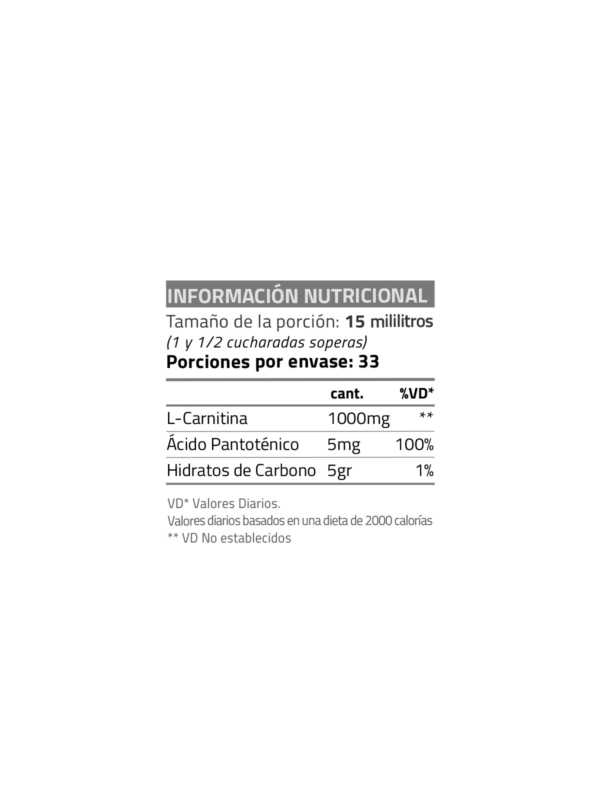 INFORMACIÓN NUTRICIONAL
Tamaño de la porción: 15 mililitros
(1 y 1/2 cucharadas soperas)
Porciones por envase: 33
cant. %VD*
L-Carnitina 1000mg **
Ácido Pantoténico 5mg 100%
Hidratos de Carbono 5gr 1%
VD* Valores Diarios.
Valores diarios basados en una dieta de 2000 calorías
** VD No establecidos